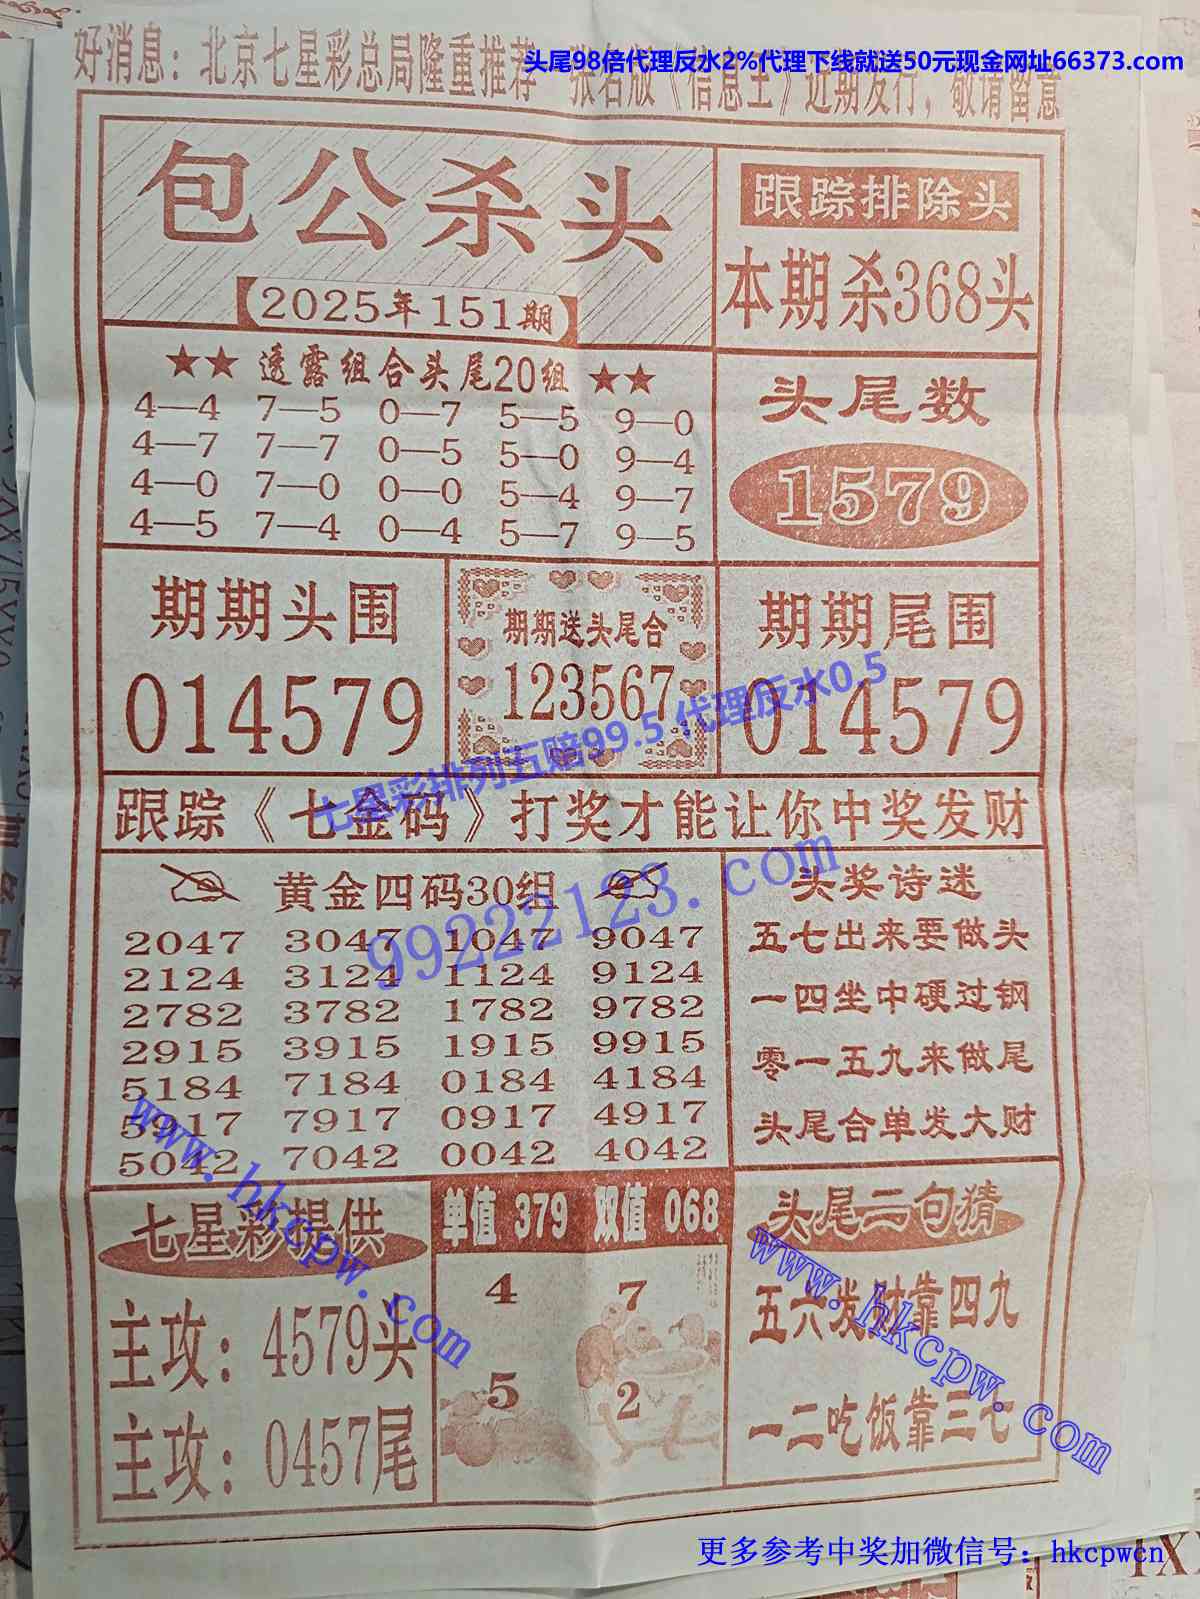 头尾98倍代理反水2%代理下线就送50元现金网址66373.com
好消息：北京七星彩总局隆重推荐 张名版《信息王》近期发行，敬请留意
包公杀头
【2025年151期】
跟踪排除头
本期杀368头
★★ 透露组合头尾20组 ★★
4—4 7—5 0—7 5—5 9—0
4—7 7—7 0—5 5—0 9—4
4—0 7—0 0—0 5—4 9—7
4—5 7—4 0—4 5—7 9—5
头尾数
1579
期期头围
014579
期期送头尾合
123567
期期尾围
014579
七星彩排列五赔99.5 代理反水0.5
跟踪《七金码》打奖才能让你中奖发财
99222123.com
黄金四码30组
2047 3047 1047 9047
2124 3124 1124 9124
2782 3782 1782 9782
2915 3915 1915 9915
5184 7184 0184 4184
5917 7917 0917 4917
5042 7042 0042 4042
头奖诗迷
五七出来要做头
一四坐中硬过钢
零一五九来做尾
头尾合单发大财
www.hkcpw.com
七星彩提供
主攻：4579头
主攻：0457尾
单值 379 双值 068
4 7
5 2
头尾二句猜
五六发财靠四九
一二吃饭靠三七
www.hkcpw.com
更多参考中奖加微信号：hkcpwcn